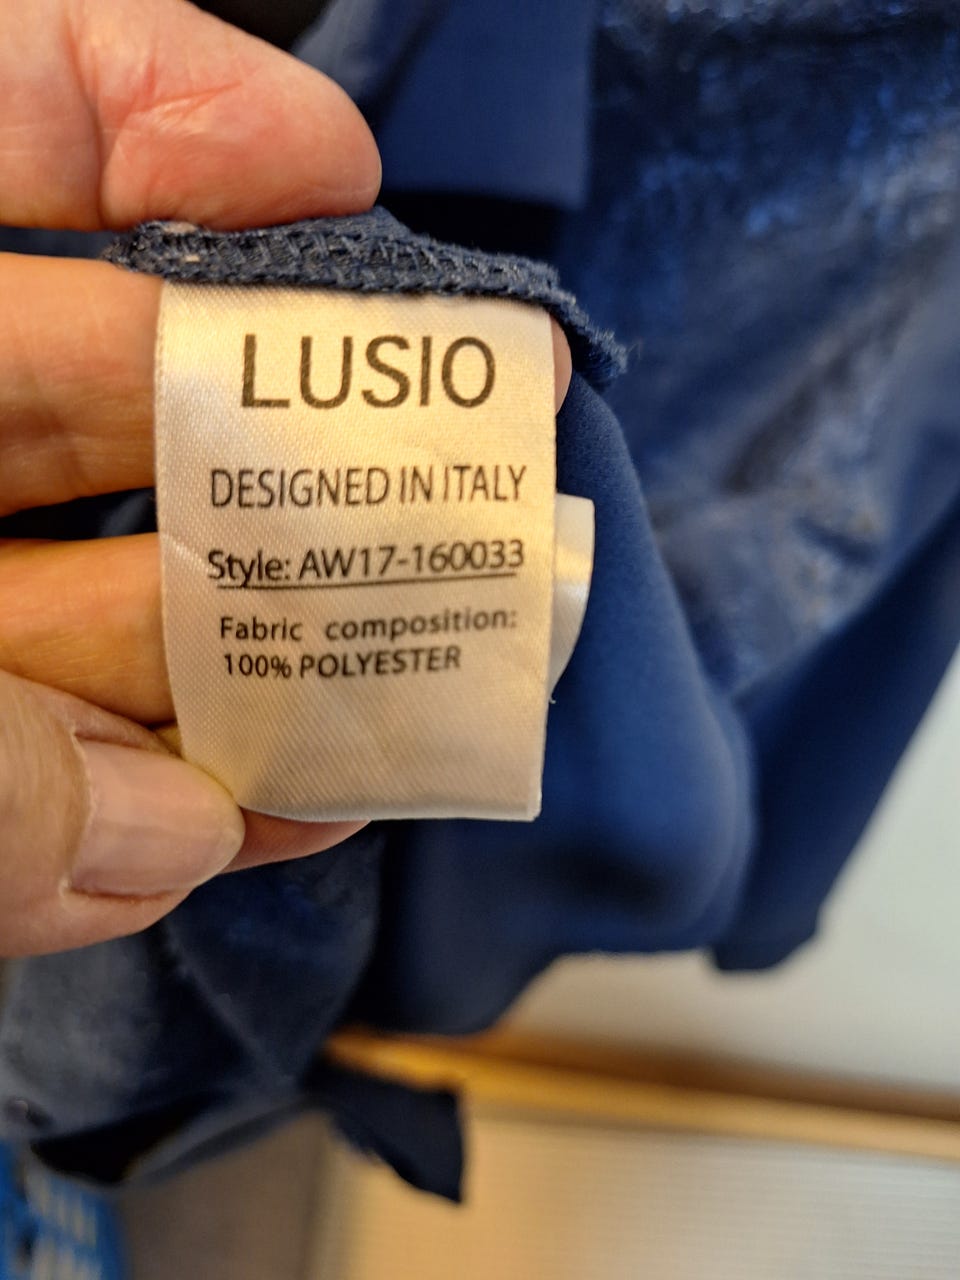 LUSIO
DESIGNED IN ITALY
Style: AW17-160033
Fabric composition:
100% POLYESTER